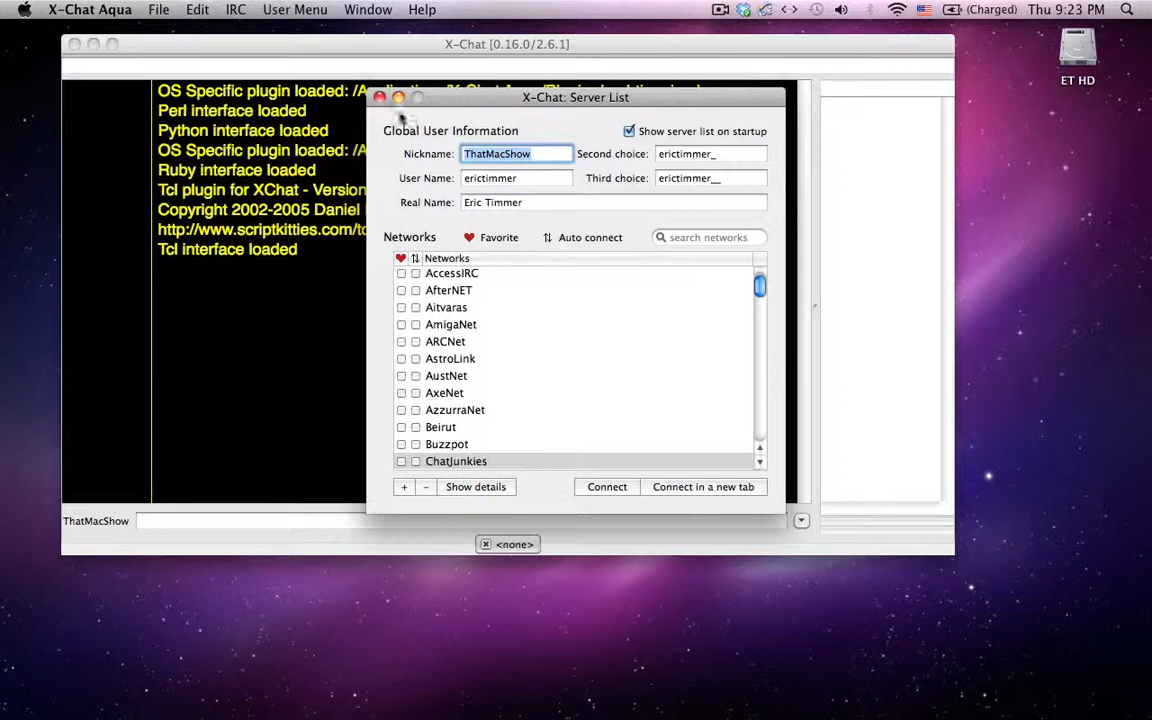 X-Chat Aqua File Edit IRC User Menu Window Help (Charged) Thu 9:23 PM
X-Chat [0.16.0/2.6.1]
ET HD
OS Specific plugin loaded: /A
Perl interface loaded
Python interface loaded
OS Specific plugin loaded: /A
Ruby interface loaded
Tcl plugin for XChat - Version
Copyright 2002-2005 Daniel
http://www.scriptkitties.com/tc
Tcl interface loaded
X-Chat: Server List
Global User Information Show server list on startup
Nickname: ThatMacShow Second choice: erictimmer_
User Name: erictimmer Third choice: erictimmer__
Real Name: Eric Timmer
Networks Favorite Auto connect search networks
Networks
AccessIRC
AfterNET
Aitvaras
AmigaNet
ARCNet
AstroLink
AustNet
AxeNet
AzzurraNet
Beirut
Buzzpot
ChatJunkies
+ - Show details Connect Connect in a new tab
ThatMacShow
<none>